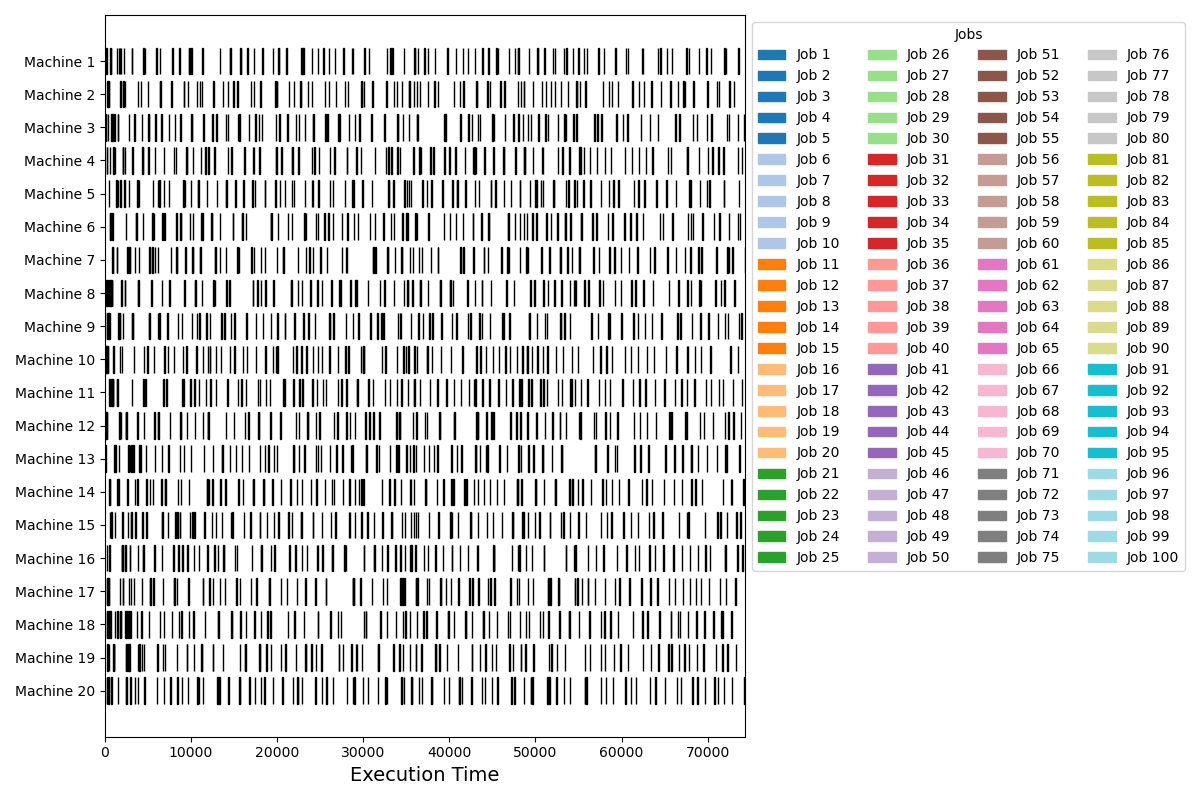 Machine 1
Machine 2
Machine 3
Machine 4
Machine 5
Machine 6
Machine 7
Machine 8
Machine 9
Machine 10
Machine 11
Machine 12
Machine 13
Machine 14
Machine 15
Machine 16
Machine 17
Machine 18
Machine 19
Machine 20
0 10000 20000 30000 40000 50000 60000 70000
Execution Time
Jobs
Job 1 Job 26 Job 51 Job 76
Job 2 Job 27 Job 52 Job 77
Job 3 Job 28 Job 53 Job 78
Job 4 Job 29 Job 54 Job 79
Job 5 Job 30 Job 55 Job 80
Job 6 Job 31 Job 56 Job 81
Job 7 Job 32 Job 57 Job 82
Job 8 Job 33 Job 58 Job 83
Job 9 Job 34 Job 59 Job 84
Job 10 Job 35 Job 60 Job 85
Job 11 Job 36 Job 61 Job 86
Job 12 Job 37 Job 62 Job 87
Job 13 Job 38 Job 63 Job 88
Job 14 Job 39 Job 64 Job 89
Job 15 Job 40 Job 65 Job 90
Job 16 Job 41 Job 66 Job 91
Job 17 Job 42 Job 67 Job 92
Job 18 Job 43 Job 68 Job 93
Job 19 Job 44 Job 69 Job 94
Job 20 Job 45 Job 70 Job 95
Job 21 Job 46 Job 71 Job 96
Job 22 Job 47 Job 72 Job 97
Job 23 Job 48 Job 73 Job 98
Job 24 Job 49 Job 74 Job 99
Job 25 Job 50 Job 75 Job 100